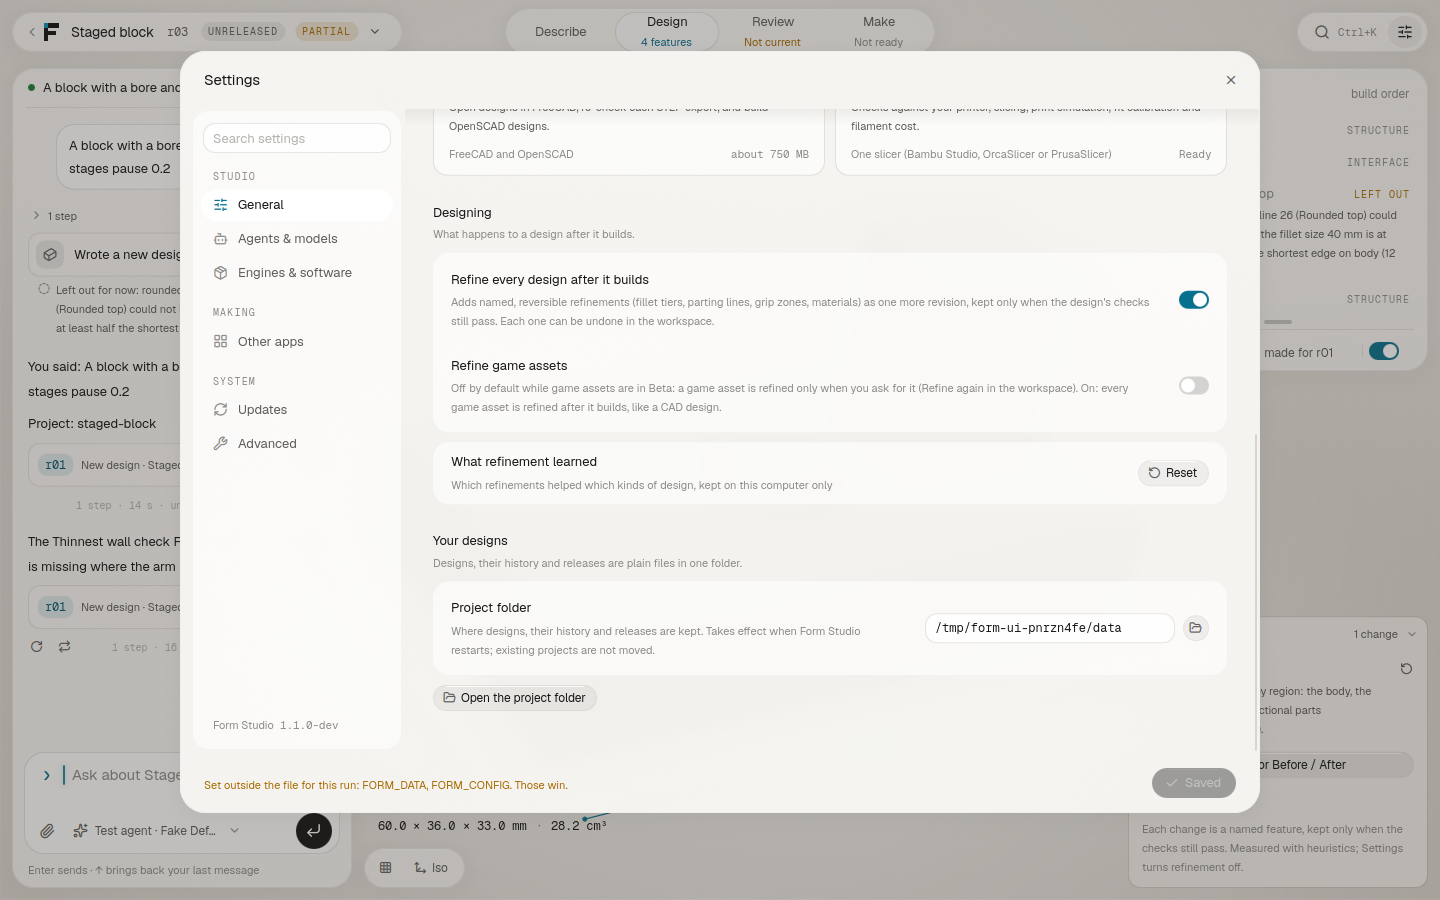 Staged block r03 UNRELEASED PARTIAL
Describe
Design
4 features
Review
Not current
Make
Not ready
Ctrl+K
A block with a bore and
A block with a bore
stages pause 0.2
1 step
Wrote a new desig
Left out for now: rounded
(Rounded top) could not
at least half the shortest
You said: A block with a b
stages pause 0.2
Project: staged-block
r01 New design · Staged
1 step · 14 s · un
The Thinnest wall check F
is missing where the arm
r01 New design · Staged
1 step · 16
Ask about Stage
Test agent · Fake Def...
Enter sends · ↑ brings back your last message
Settings
Search settings
STUDIO
General
Agents & models
Engines & software
MAKING
Other apps
SYSTEM
Updates
Advanced
Form Studio 1.1.0-dev
OpenSCAD designs.
FreeCAD and OpenSCAD about 750 MB
filament cost.
One slicer (Bambu Studio, OrcaSlicer or PrusaSlicer) Ready
Designing
What happens to a design after it builds.
Refine every design after it builds
Adds named, reversible refinements (fillet tiers, parting lines, grip zones, materials) as one more revision, kept only when the design's checks
still pass. Each one can be undone in the workspace.
Refine game assets
Off by default while game assets are in Beta: a game asset is refined only when you ask for it (Refine again in the workspace). On: every
game asset is refined after it builds, like a CAD design.
What refinement learned
Which refinements helped which kinds of design, kept on this computer only
Reset
Your designs
Designs, their history and releases are plain files in one folder.
Project folder
Where designs, their history and releases are kept. Takes effect when Form Studio
restarts; existing projects are not moved.
/tmp/form-ui-pnrzn4fe/data
Open the project folder
Set outside the file for this run: FORM_DATA, FORM_CONFIG. Those win.
Saved
60.0 × 36.0 × 33.0 mm · 28.2 cm³
Iso
build order
STRUCTURE
INTERFACE
op LEFT OUT
line 26 (Rounded top) could
the fillet size 40 mm is at
e shortest edge on body (12
STRUCTURE
made for r01
1 change
y region: the body, the
ctional parts
or Before / After
Each change is a named feature, kept only when the
checks still pass. Measured with heuristics; Settings
turns refinement off.